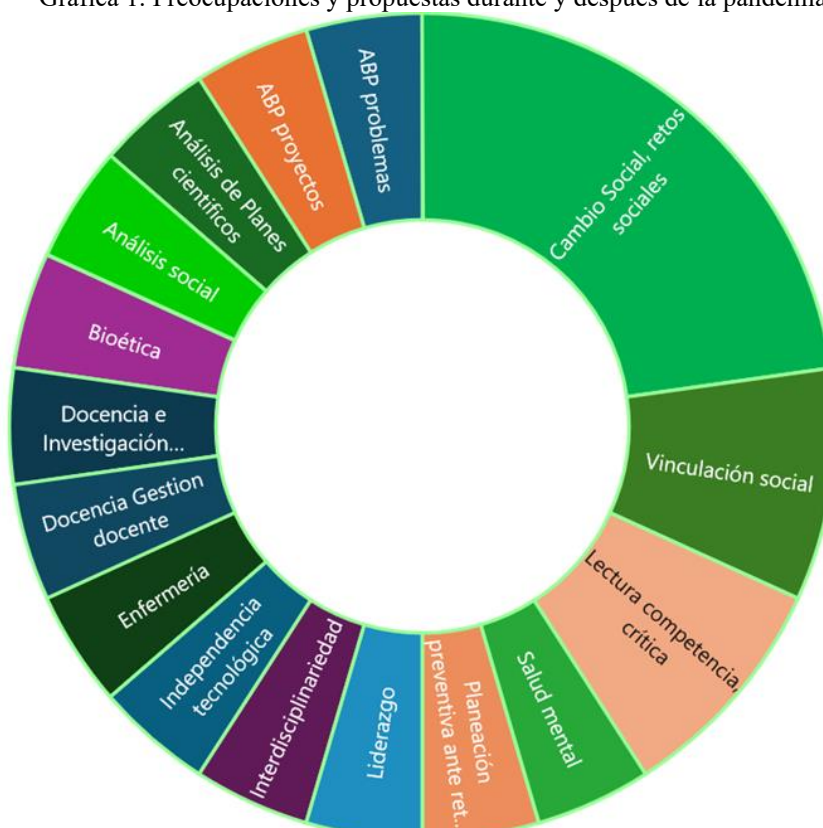 Gráfica 1. Preocupaciones y propuestas durante y después de la pandemia
Cambio Social, retos
sociales
Vinculación social
Lectura competencia,
crítica
Salud mental
Planeación
preventiva ante ret...
Liderazgo
Interdisciplinariedad
Independencia
tecnológica
Enfermería
Docencia Gestion
docente
Docencia e
Investigación...
Bioética
Análisis social
Análisis de Planes
científicos
ABP proyectos
ABP problemas